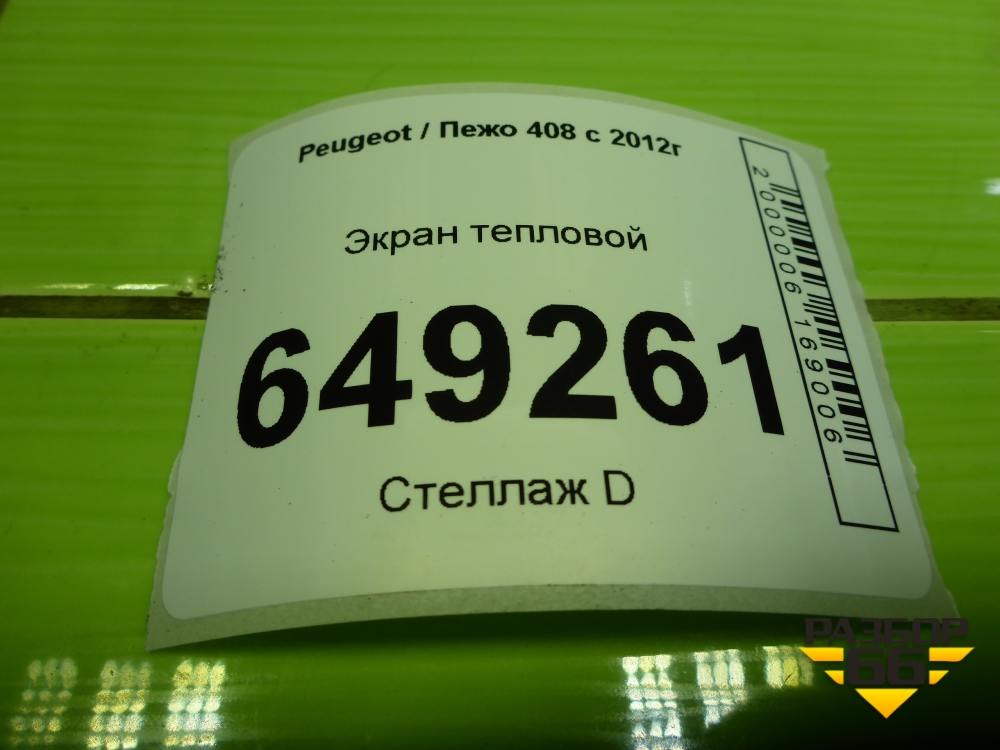 Peugeot / Пежо 408 с 2012г
Экран тепловой
649261
Стеллаж D
2000006169006
РАЗБОР
66